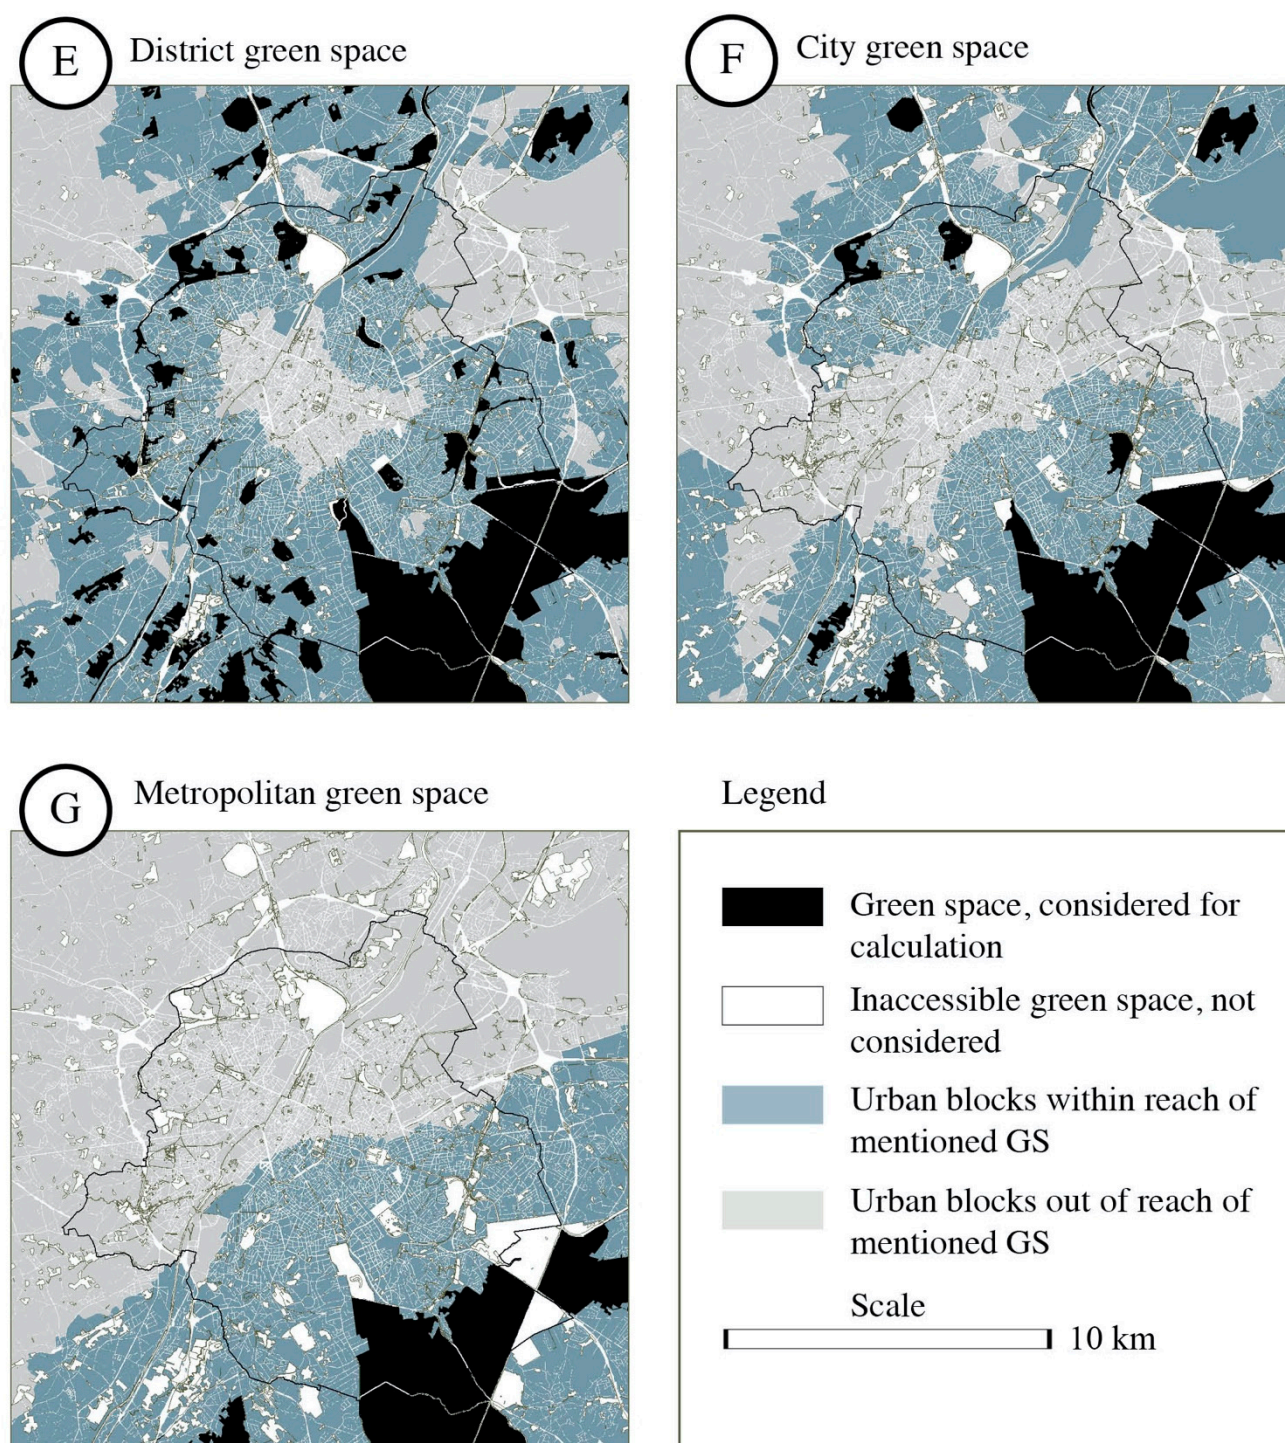 E
District green space
F
City green space
G
Metropolitan green space
Legend
Green space, considered for
calculation
Inaccessible green space, not
considered
Urban blocks within reach of
mentioned GS
Urban blocks out of reach of
mentioned GS
Scale
10 km